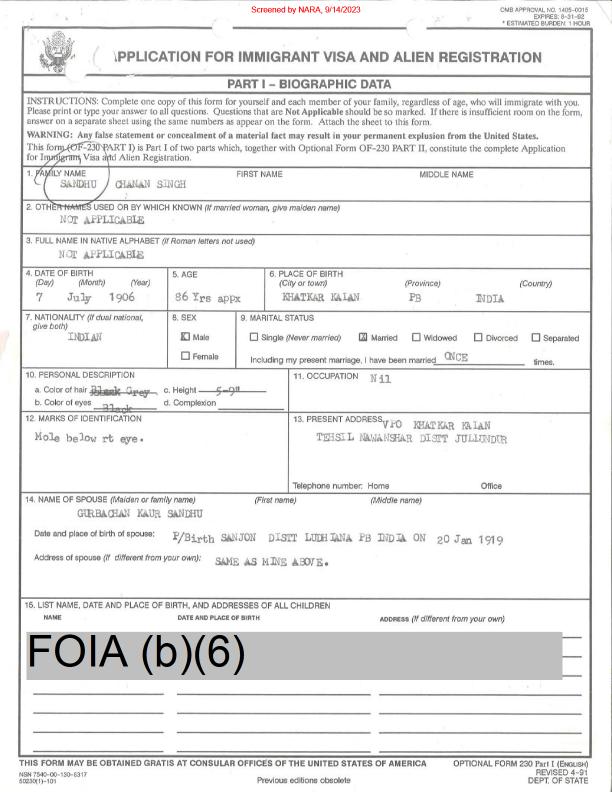 Screened by NARA, 9/14/2023
OMB APPROVAL NO. 1405-0015
EXPIRES: 8-31-92
* ESTIMATED BURDEN: 1 HOUR
APPLICATION FOR IMMIGRANT VISA AND ALIEN REGISTRATION
PART I – BIOGRAPHIC DATA
INSTRUCTIONS: Complete one copy of this form for yourself and each member of your family, regardless of age, who will immigrate with you.
Please print or type your answer to all questions. Questions that are Not Applicable should be so marked. If there is insufficient room on the form,
answer on a separate sheet using the same numbers as appear on the form. Attach the sheet to this form.
WARNING: Any false statement or concealment of a material fact may result in your permanent explusion from the United States.
This form (OF-230 PART I) is Part I of two parts which, together with Optional Form OF-230 PART II, constitute the complete Application
for Immigrant Visa and Alien Registration.
1. FAMILY NAME FIRST NAME MIDDLE NAME
SANDHU CHANAN SINGH
2. OTHER NAMES USED OR BY WHICH KNOWN (If married woman, give maiden name)
NOT APPLICABLE
3. FULL NAME IN NATIVE ALPHABET (If Roman letters not used)
NOT APPLICABLE
4. DATE OF BIRTH 5. AGE 6. PLACE OF BIRTH
(Day) (Month) (Year) (City or town) (Province) (Country)
7 July 1906 86 Yrs appx KHATKAR KALAN PB INDIA
7. NATIONALITY (If dual national, give both) 8. SEX 9. MARITAL STATUS
INDIAN X Male Single (Never married) X Married Widowed Divorced Separated
Female Including my present marriage, I have been married ONCE times.
10. PERSONAL DESCRIPTION 11. OCCUPATION Nil
a. Color of hair Black Grey c. Height 5-9"
b. Color of eyes Black d. Complexion
12. MARKS OF IDENTIFICATION 13. PRESENT ADDRESS VPO KHATKAR KALAN
Mole below rt eye. TEHSIL NAWANSHAR DISTT JULLUNDUR
Telephone number: Home Office
14. NAME OF SPOUSE (Maiden or family name) (First name) (Middle name)
GURBACHAN KAUR SANDHU
Date and place of birth of spouse: P/Birth SANJON DISTT LUDHIANA PB INDIA ON 20 Jan 1919
Address of spouse (If different from your own): SAME AS MINE ABOVE.
15. LIST NAME, DATE AND PLACE OF BIRTH, AND ADDRESSES OF ALL CHILDREN
NAME DATE AND PLACE OF BIRTH ADDRESS (If different from your own)
FOIA (b)(6)
THIS FORM MAY BE OBTAINED GRATIS AT CONSULAR OFFICES OF THE UNITED STATES OF AMERICA OPTIONAL FORM 230 Part I (ENGLISH)
NSN 7540-00-130-6317 REVISED 4-91
50230(1)-101 Previous editions obsolete DEPT. OF STATE